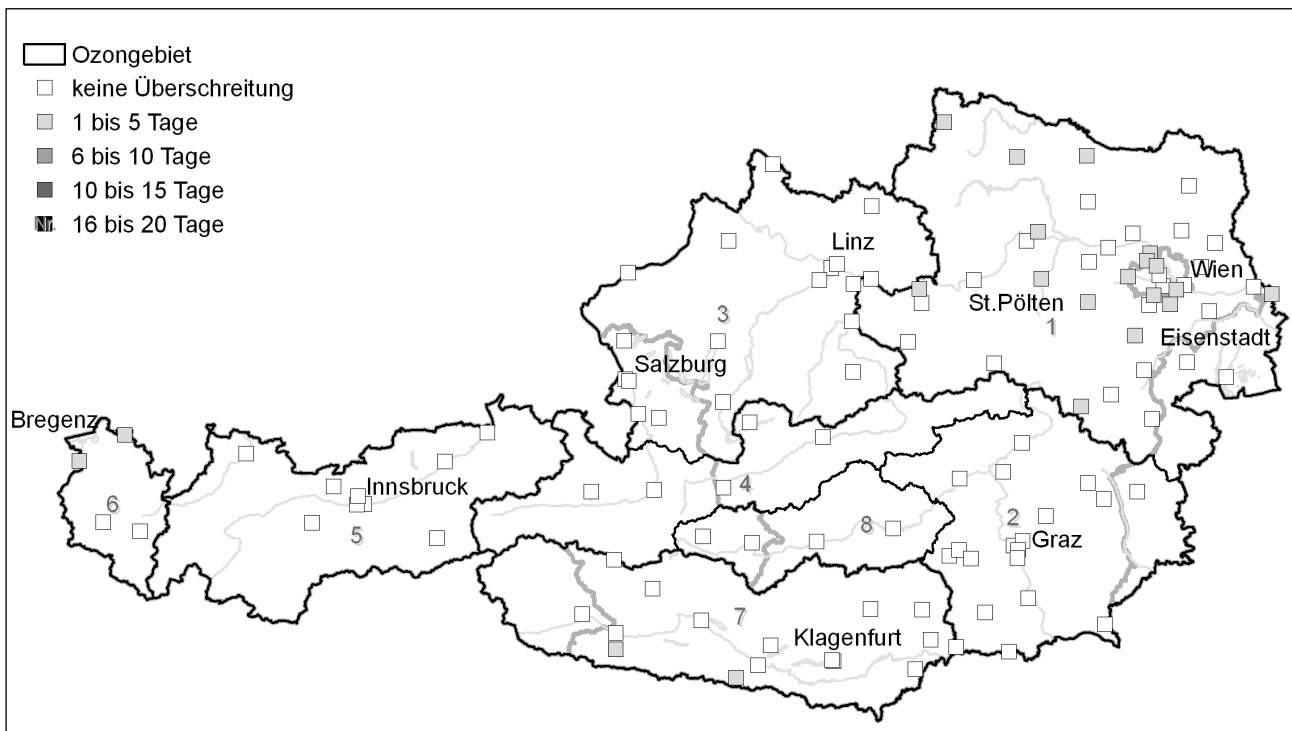 Ozongebiet
keine Überschreitung
1 bis 5 Tage
6 bis 10 Tage
10 bis 15 Tage
Nr. 16 bis 20 Tage
Linz
Wien
St.Pölten
3
1
Eisenstadt
Salzburg
Bregenz
Innsbruck
4
6
5
8
2
Graz
7
Klagenfurt